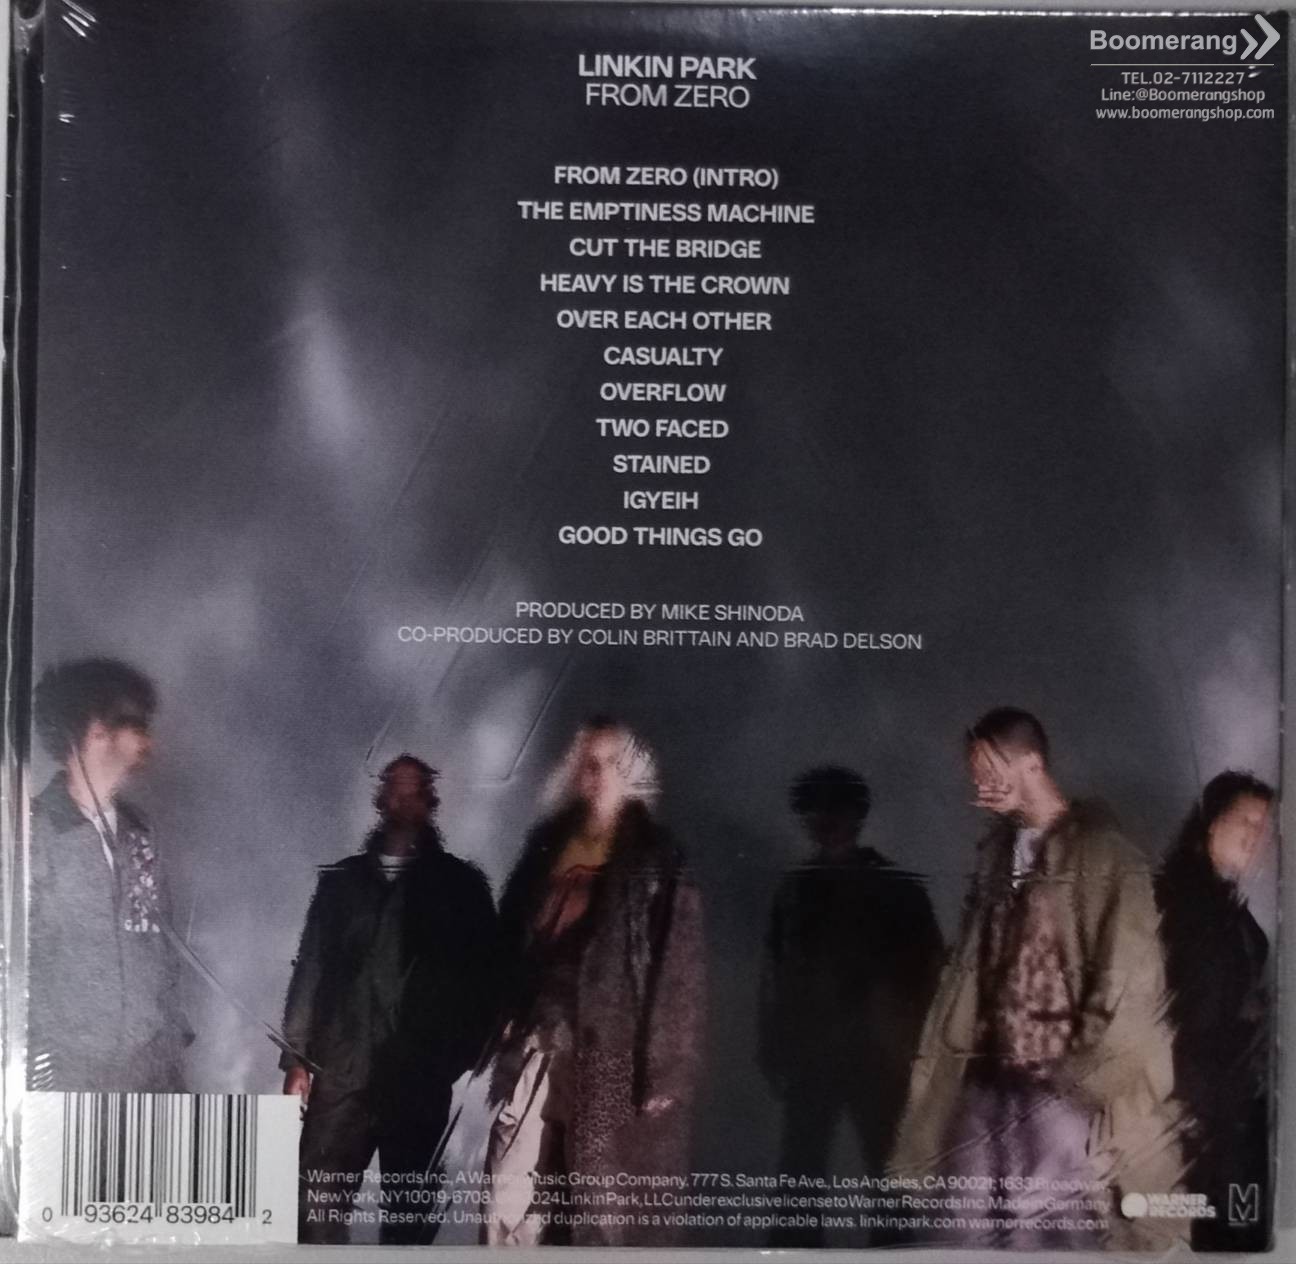 Boomerang
TEL.02-7112227
Line:@Boomerangshop
www.boomerangshop.com
LINKIN PARK
FROM ZERO
FROM ZERO (INTRO)
THE EMPTINESS MACHINE
CUT THE BRIDGE
HEAVY IS THE CROWN
OVER EACH OTHER
CASUALTY
OVERFLOW
TWO FACED
STAINED
IGYEIH
GOOD THINGS GO
PRODUCED BY MIKE SHINODA
CO-PRODUCED BY COLIN BRITTAIN AND BRAD DELSON
Warner Records Inc., A Warner Music Group Company. 777 S. Santa Fe Ave., Los Angeles, CA 90021; 1633 Broadway
New York, NY 10019-6708. 2024 Linkin Park, LLC under exclusive license to Warner Records Inc. Made in Germany
All Rights Reserved. Unauthorized duplication is a violation of applicable laws. linkinpark.com warnerrecords.com
WARNER
RECORDS
0 93624 83984 2